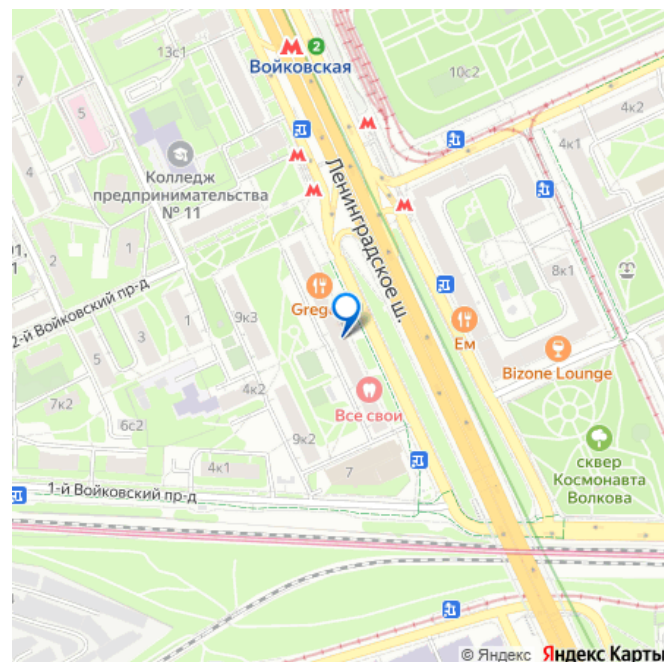 13с1
7
5
2
Войковская
10с2
4к2
4к1
Колледж
предпринимательства
№ 11
Ленинградское ш.
01,
1
2
1
2-й Войковский пр-д
3
5
9к3
Grego
8к1
Ем
Bizone Lounge
7к2
6с2
4к2
Все свои
9к2
4к1
7
1-й Войковский пр-д
сквер
Космонавта
Волкова
4
© Яндекс Яндекс Карты